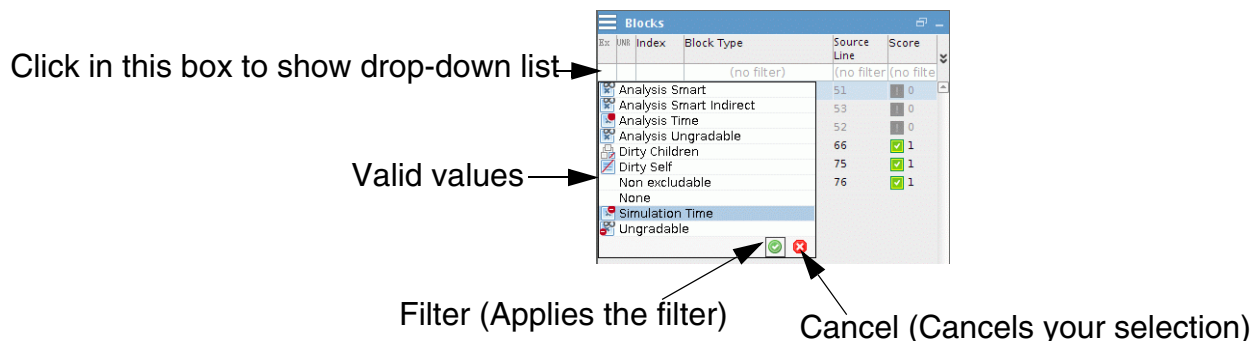 Blocks
Ex UNR Index Block Type Source Line Score
Click in this box to show drop-down list
(no filter) (no filter (no filte
Analysis Smart 51 0
Analysis Smart Indirect 53 0
Analysis Time 52 0
Analysis Ungradable
Dirty Children 66 1
Valid values
Dirty Self 75 1
Non excludable 76 1
None
Simulation Time
Ungradable
Filter (Applies the filter)
Cancel (Cancels your selection)